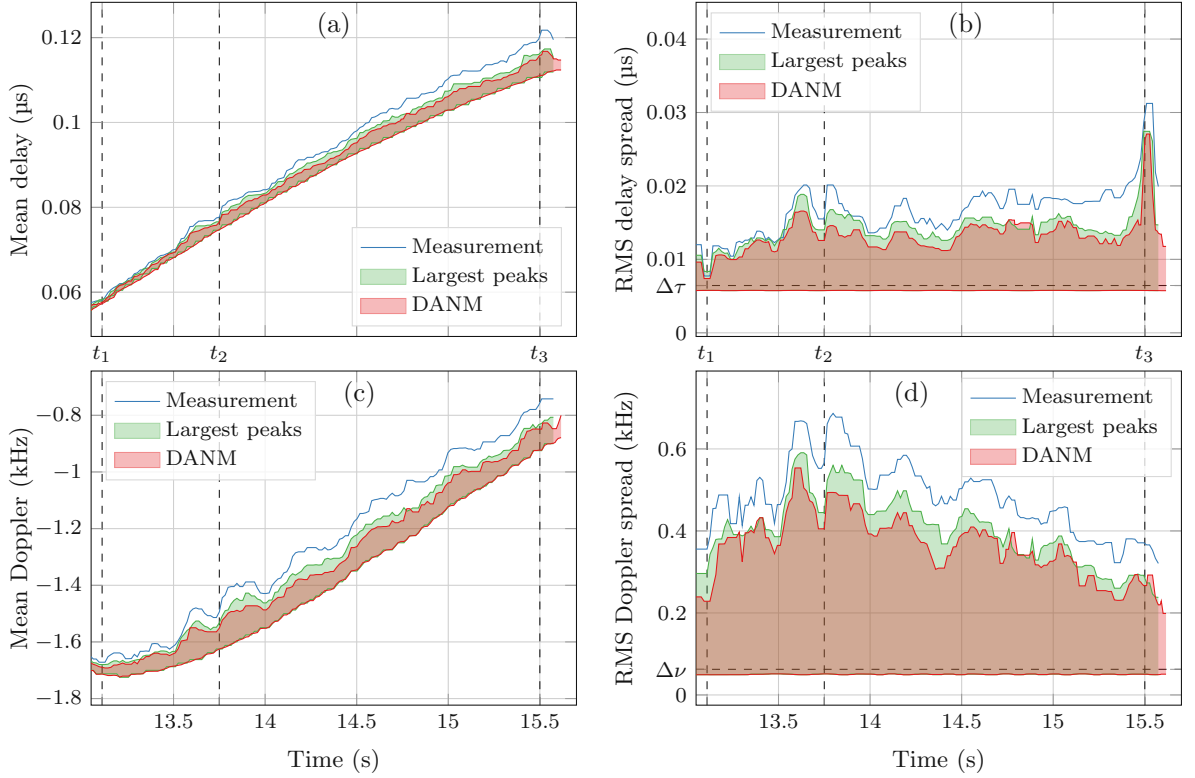 (a)
Measurement
Largest peaks
DANM
0.12
0.1
0.08
0.06
Mean delay (µs)
(b)
Measurement
Largest peaks
DANM
0.04
0.03
0.02
0.01
Δτ
0
RMS delay spread (µs)
t1
t2
t3
t1
t2
t3
(c)
Measurement
Largest peaks
DANM
−0.8
−1
−1.2
−1.4
−1.6
−1.8
Mean Doppler (kHz)
13.5
14
14.5
15
15.5
Time (s)
(d)
Measurement
Largest peaks
DANM
0.6
0.4
0.2
Δν
0
RMS Doppler spread (kHz)
13.5
14
14.5
15
15.5
Time (s)